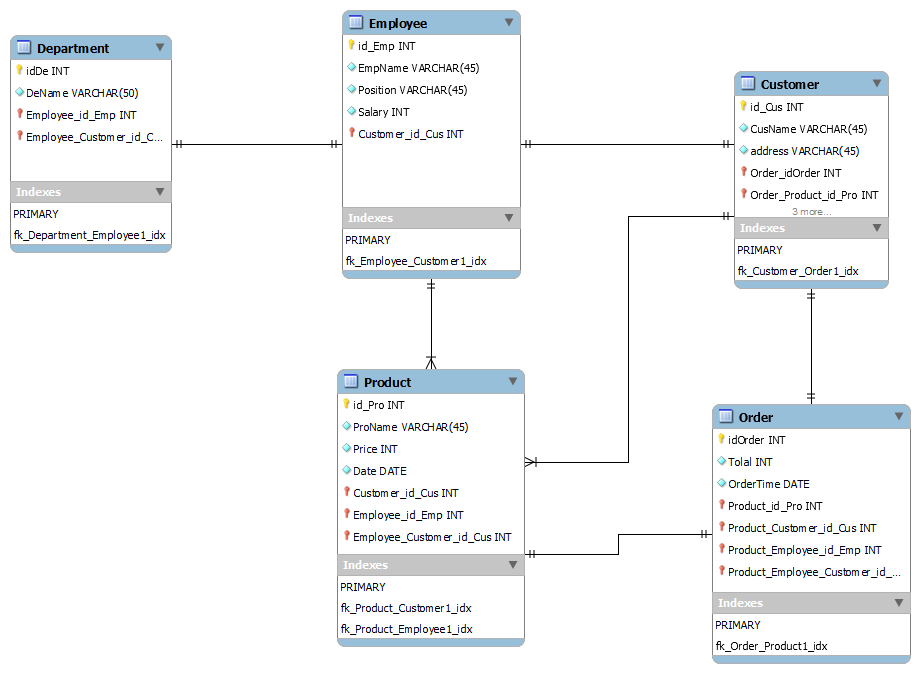 Department
idDe INT
DeName VARCHAR(50)
Employee_id_Emp INT
Employee_Customer_id_C...
Indexes
PRIMARY
fk_Department_Employee1_idx
Employee
id_Emp INT
EmpName VARCHAR(45)
Position VARCHAR(45)
Salary INT
Customer_id_Cus INT
Indexes
PRIMARY
fk_Employee_Customer1_idx
Customer
id_Cus INT
CusName VARCHAR(45)
address VARCHAR(45)
Order_idOrder INT
Order_Product_id_Pro INT
3 more...
Indexes
PRIMARY
fk_Customer_Order1_idx
Product
id_Pro INT
ProName VARCHAR(45)
Price INT
Date DATE
Customer_id_Cus INT
Employee_id_Emp INT
Employee_Customer_id_Cus INT
Indexes
PRIMARY
fk_Product_Customer1_idx
fk_Product_Employee1_idx
Order
idOrder INT
Tolal INT
OrderTime DATE
Product_id_Pro INT
Product_Customer_id_Cus INT
Product_Employee_id_Emp INT
Product_Employee_Customer_id_...
Indexes
PRIMARY
fk_Order_Product1_idx